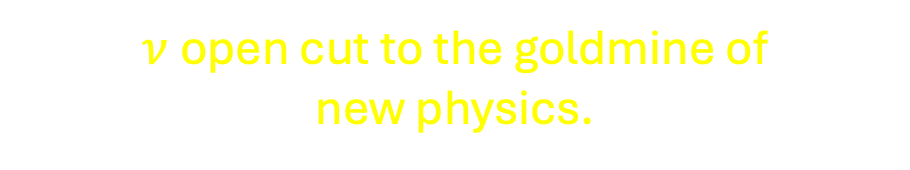 ν open cut to the goldmine of
new physics.